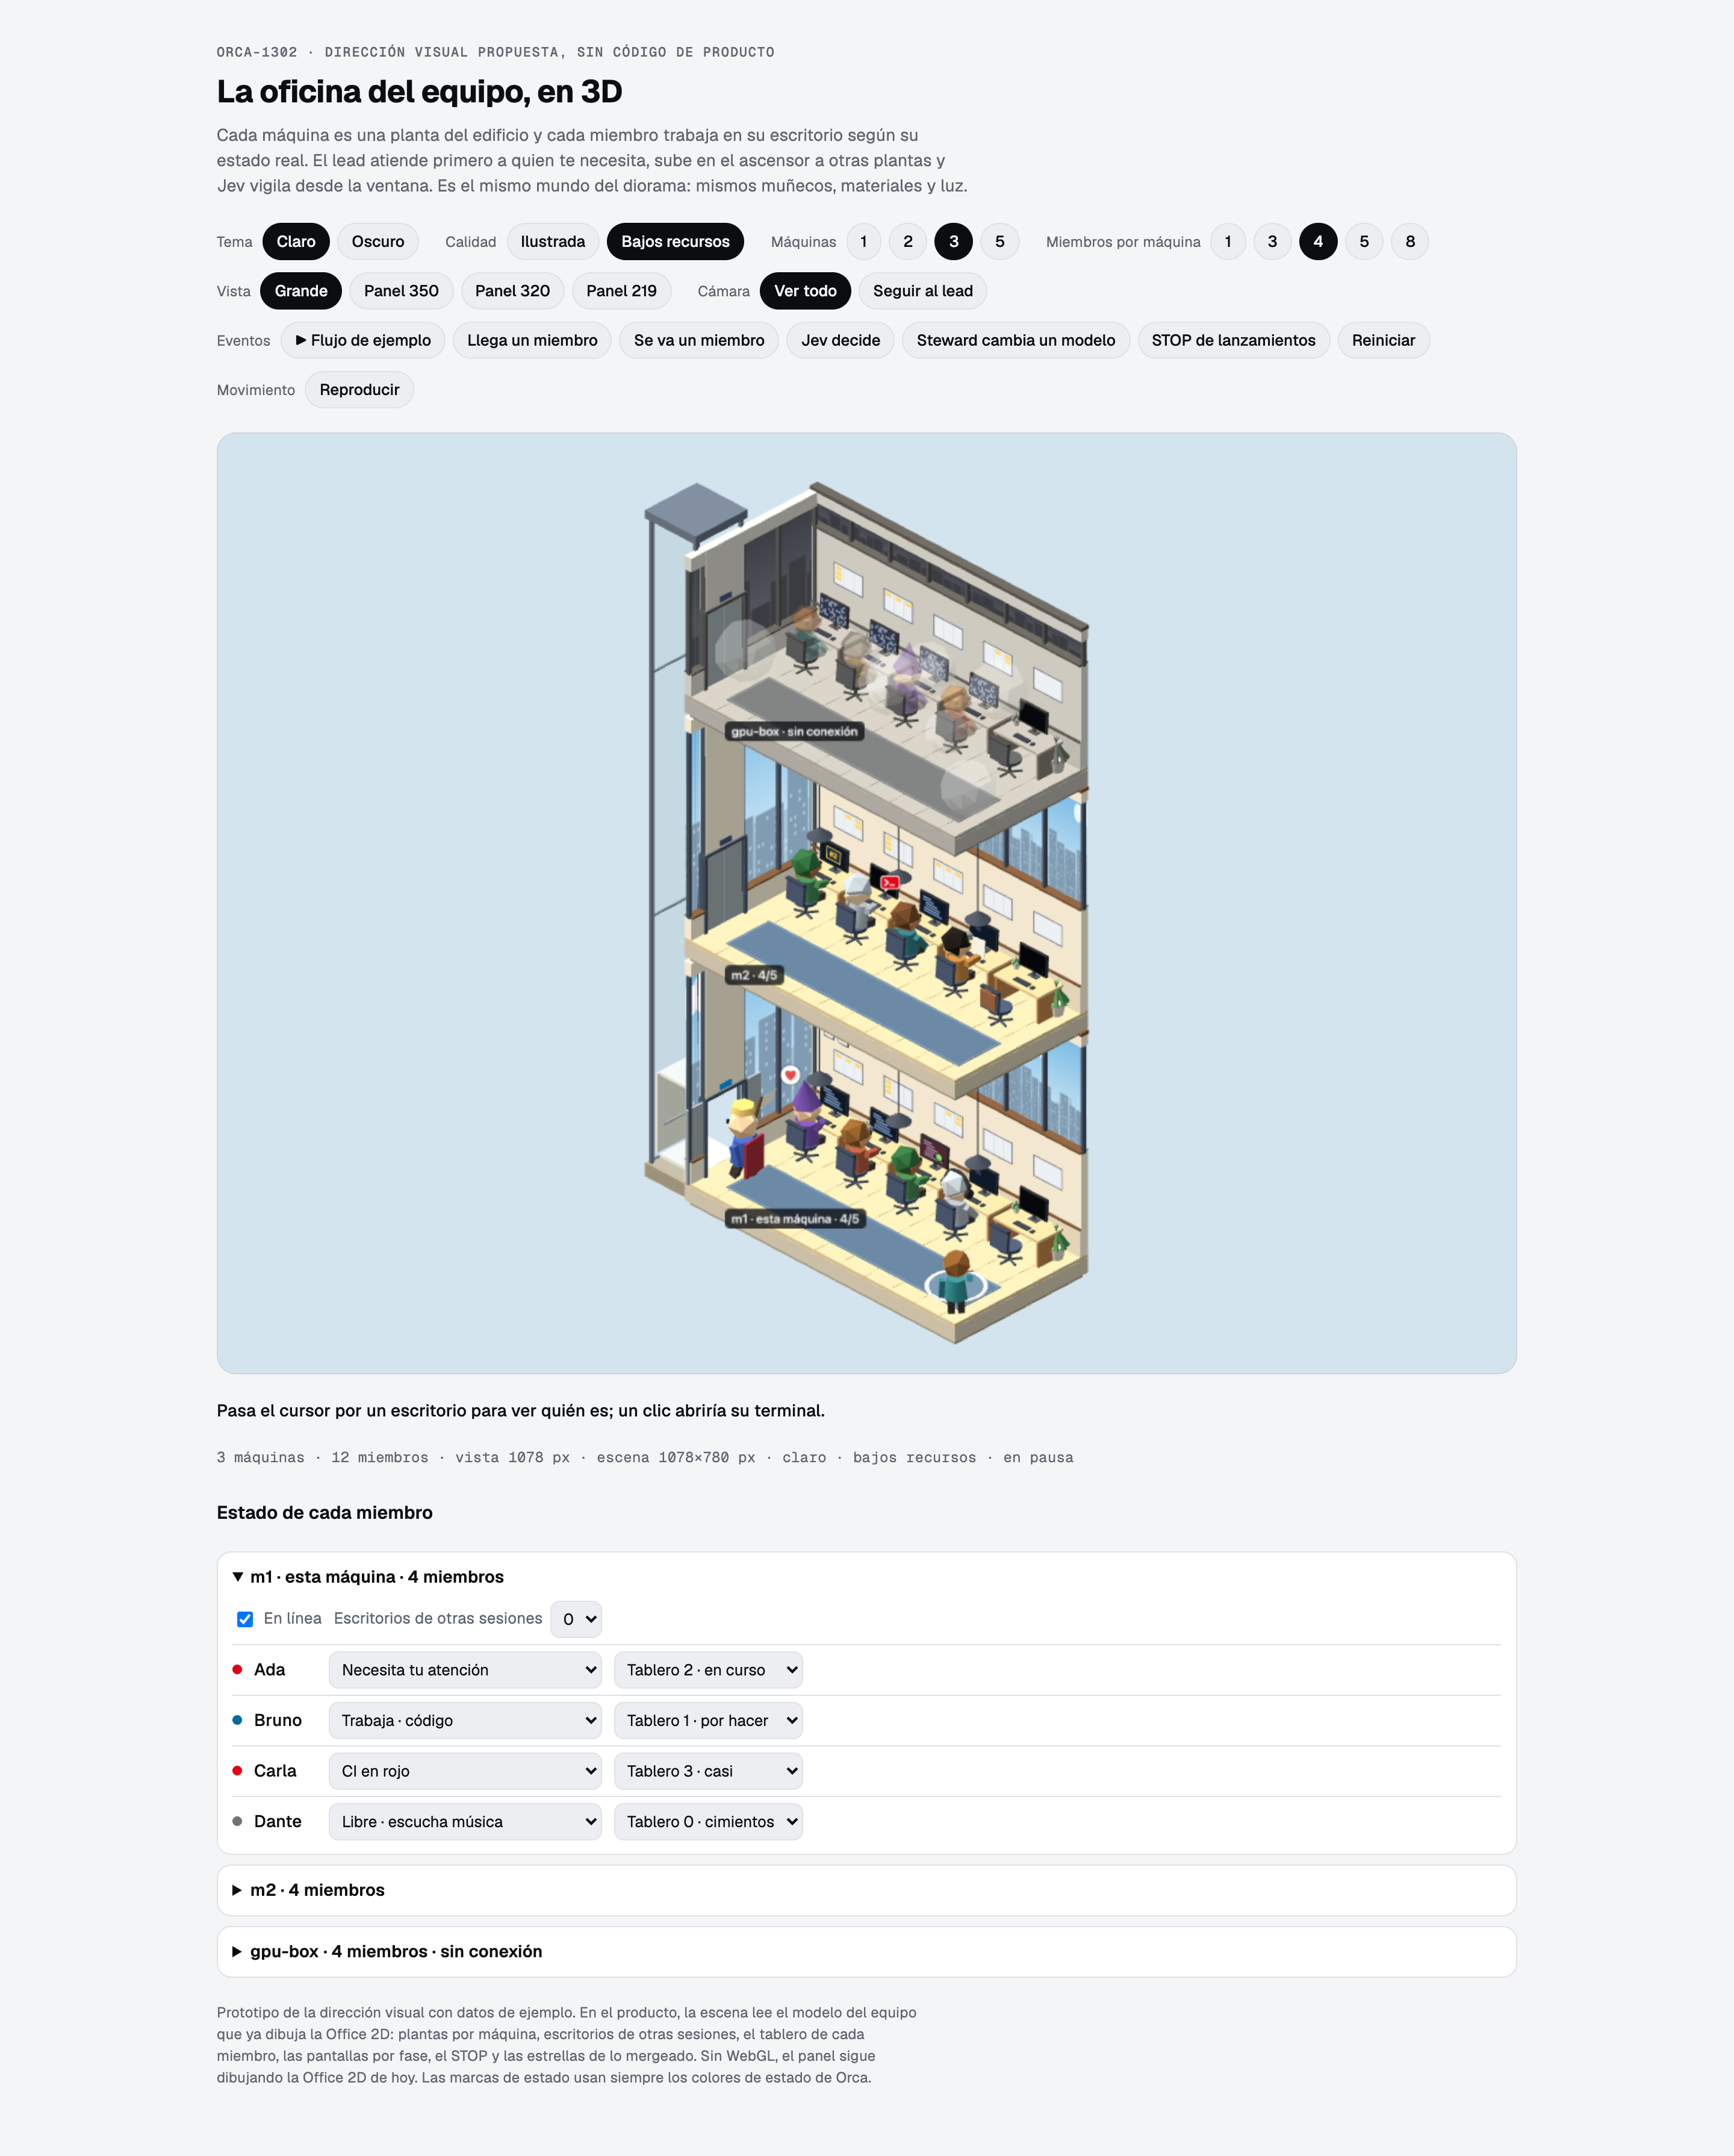 ORCA-1302 · DIRECCIÓN VISUAL PROPUESTA, SIN CÓDIGO DE PRODUCTO
La oficina del equipo, en 3D
Cada máquina es una planta del edificio y cada miembro trabaja en su escritorio según su
estado real. El lead atiende primero a quien te necesita, sube en el ascensor a otras plantas y
Jev vigila desde la ventana. Es el mismo mundo del diorama: mismos muñecos, materiales y luz.
Tema Claro Oscuro Calidad Ilustrada Bajos recursos Máquinas 1 2 3 5 Miembros por máquina 1 3 4 5 8
Vista Grande Panel 350 Panel 320 Panel 219 Cámara Ver todo Seguir al lead
Eventos ▶ Flujo de ejemplo Llega un miembro Se va un miembro Jev decide Steward cambia un modelo STOP de lanzamientos Reiniciar
Movimiento Reproducir
gpu-box · sin conexión
m2 · 4/5
m1 · esta máquina · 4/5
Pasa el cursor por un escritorio para ver quién es; un clic abriría su terminal.
3 máquinas · 12 miembros · vista 1078 px · escena 1078×780 px · claro · bajos recursos · en pausa
Estado de cada miembro
▼ m1 · esta máquina · 4 miembros
En línea Escritorios de otras sesiones 0
Ada Necesita tu atención Tablero 2 · en curso
Bruno Trabaja · código Tablero 1 · por hacer
Carla CI en rojo Tablero 3 · casi
Dante Libre · escucha música Tablero 0 · cimientos
▶ m2 · 4 miembros
▶ gpu-box · 4 miembros · sin conexión
Prototipo de la dirección visual con datos de ejemplo. En el producto, la escena lee el modelo del equipo
que ya dibuja la Office 2D: plantas por máquina, escritorios de otras sesiones, el tablero de cada
miembro, las pantallas por fase, el STOP y las estrellas de lo mergeado. Sin WebGL, el panel sigue
dibujando la Office 2D de hoy. Las marcas de estado usan siempre los colores de estado de Orca.